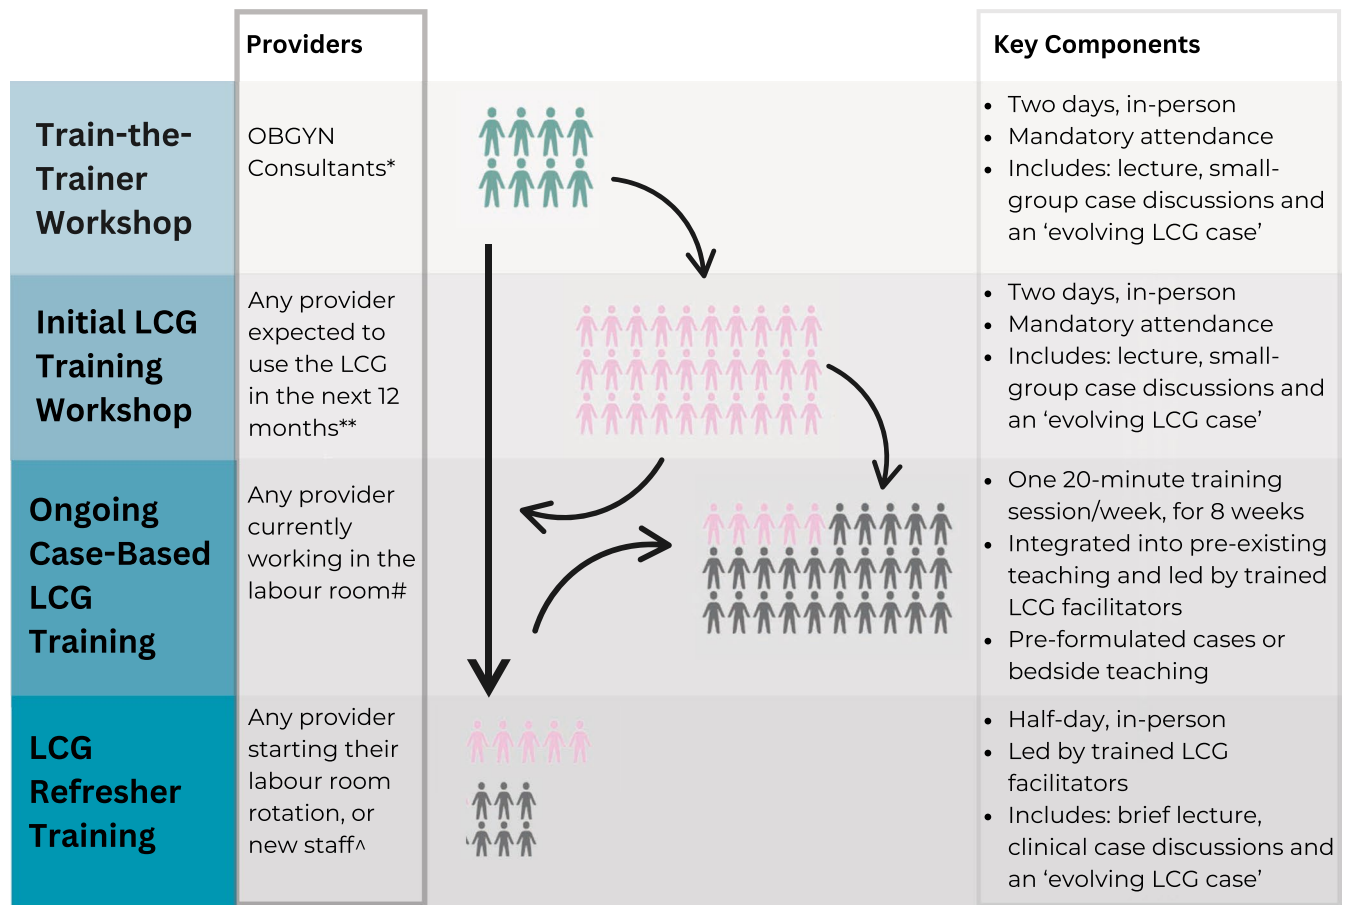 Providers
Key Components
Train-the-
Trainer
Workshop
OBGYN
Consultants*
• Two days, in-person
• Mandatory attendance
• Includes: lecture, small-
group case discussions and
an ‘evolving LCG case’
Initial LCG
Training
Workshop
Any provider
expected to
use the LCG
in the next 12
months**
• Two days, in-person
• Mandatory attendance
• Includes: lecture, small-
group case discussions and
an ‘evolving LCG case’
Ongoing
Case-Based
LCG
Training
Any provider
currently
working in the
labour room#
• One 20-minute training
session/week, for 8 weeks
• Integrated into pre-existing
teaching and led by trained
LCG facilitators
• Pre-formulated cases or
bedside teaching
LCG
Refresher
Training
Any provider
starting their
labour room
rotation, or
new staff^
• Half-day, in-person
• Led by trained LCG
facilitators
• Includes: brief lecture,
clinical case discussions and
an ‘evolving LCG case’